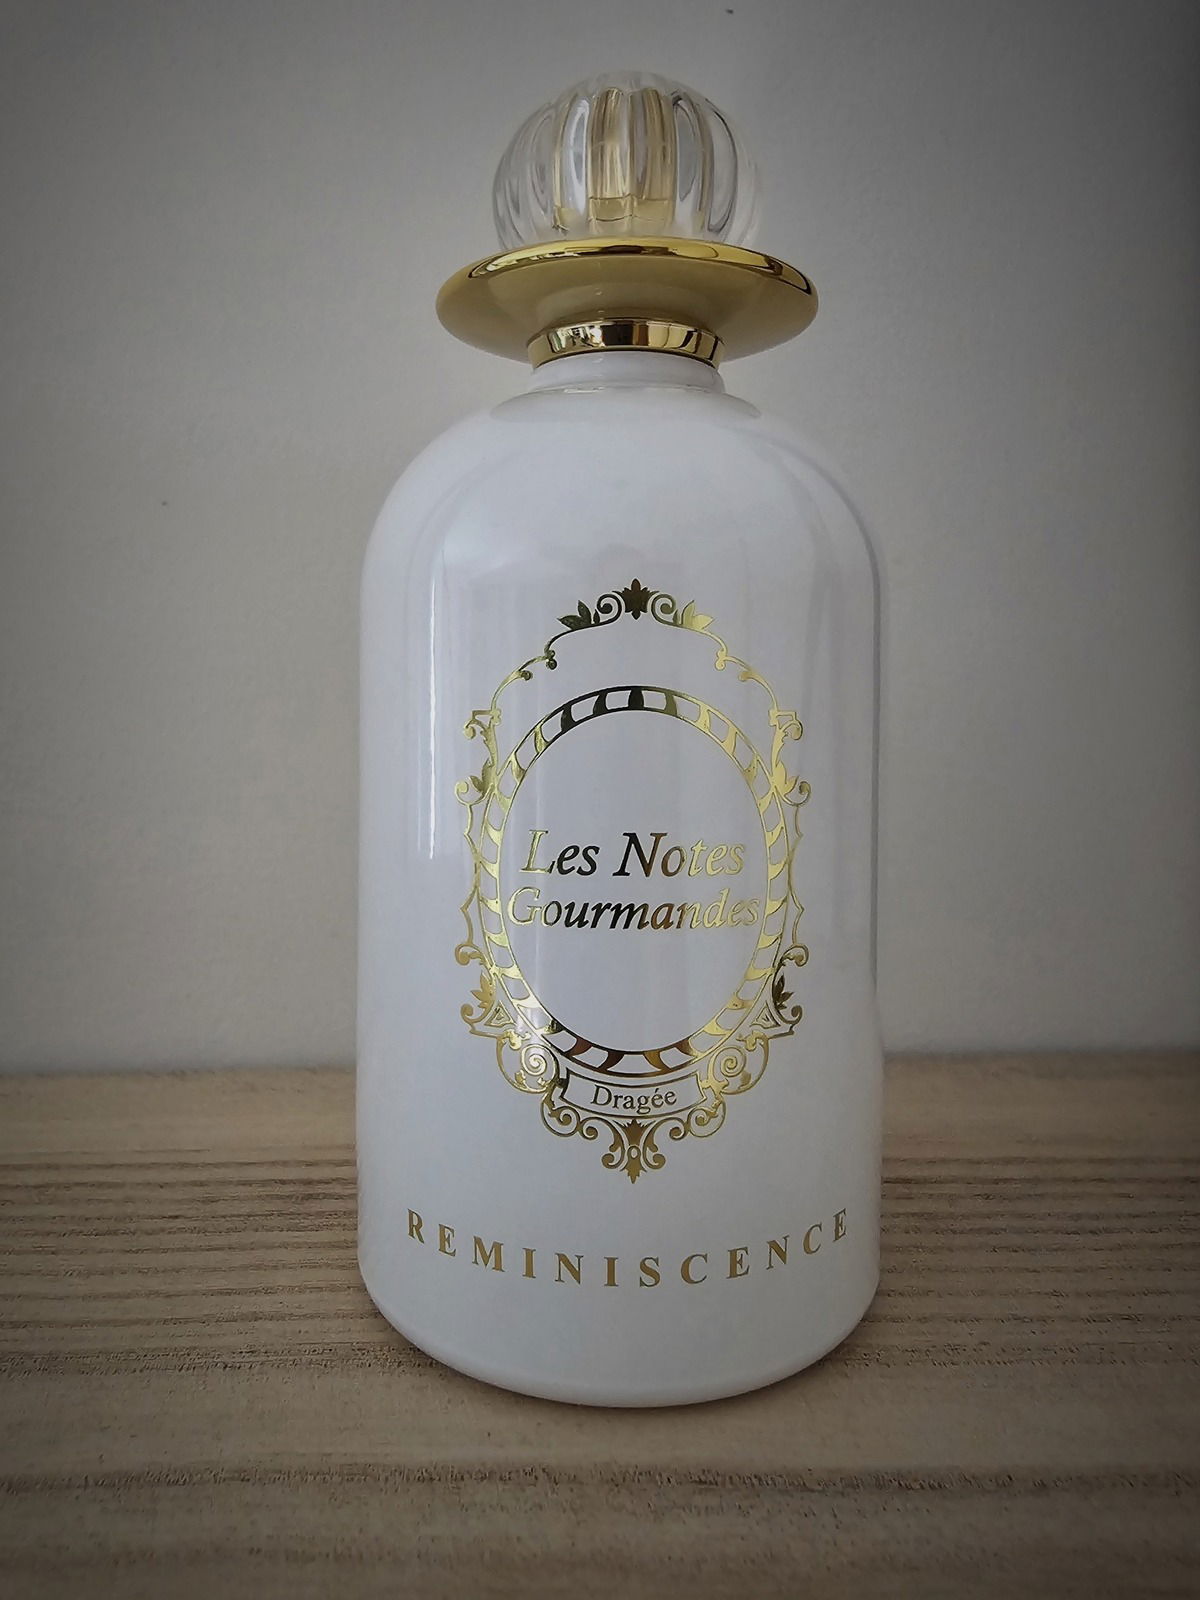 Les Notes
Gourmandes
Dragée
REMINISCENCE